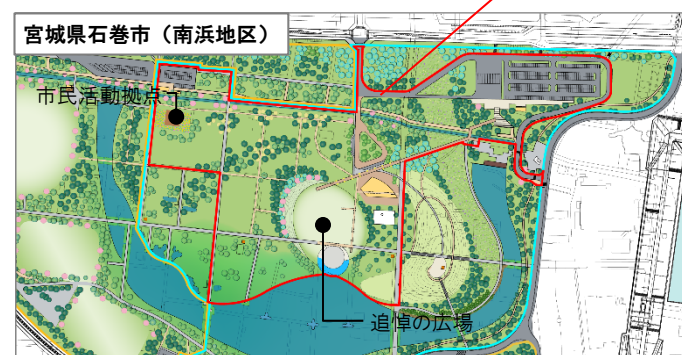 宮城県石巻市（南浜地区）
市民活動拠点
追悼の広場